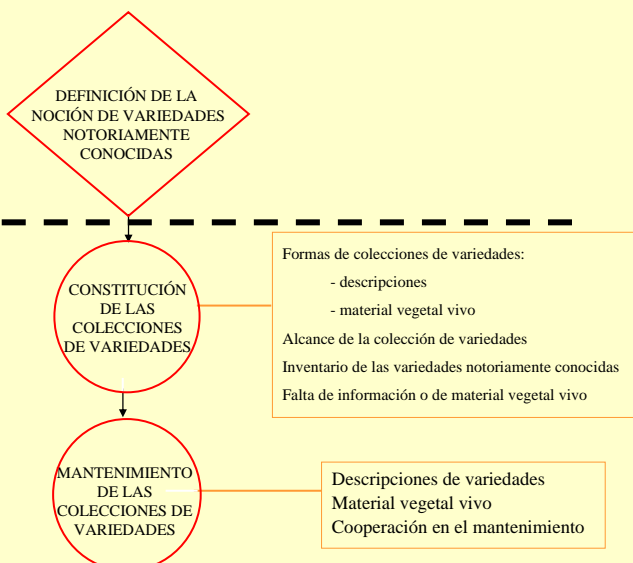 DEFINICIÓN DE LA
NOCIÓN DE VARIEDADES
NOTORIAMENTE
CONOCIDAS
CONSTITUCIÓN
DE LAS
COLECCIONES
DE VARIEDADES
Formas de colecciones de variedades:
- descripciones
- material vegetal vivo
Alcance de la colección de variedades
Inventario de las variedades notoriamente conocidas
Falta de información o de material vegetal vivo
MANTENIMIENTO
DE LAS
COLECCIONES DE
VARIEDADES
Descripciones de variedades
Material vegetal vivo
Cooperación en el mantenimiento